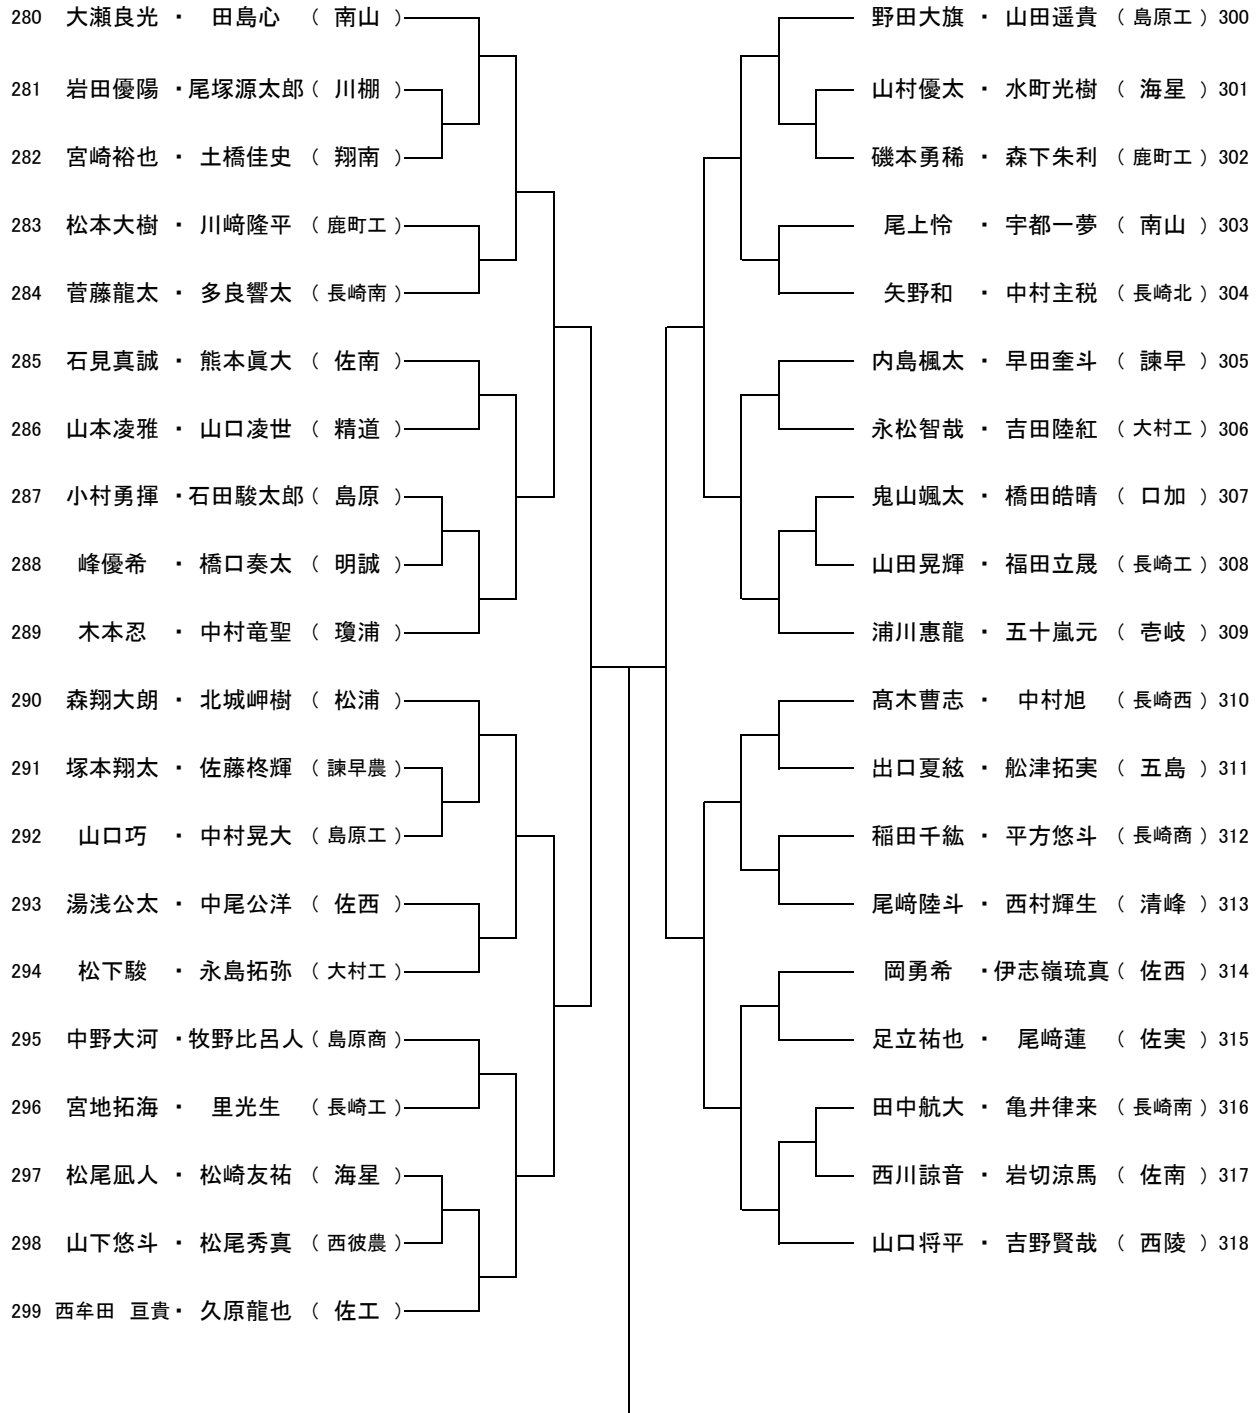 280 大瀬良光 ・ 田島心 （ 南山 ）
281 岩田優陽 ・ 尾塚源太郎 （ 川棚 ）
282 宮崎裕也 ・ 土橋佳史 （ 翔南 ）
283 松本大樹 ・ 川﨑隆平 （ 鹿町工 ）
284 菅藤龍太 ・ 多良響太 （ 長崎南 ）
285 石見真誠 ・ 熊本眞大 （ 佐南 ）
286 山本凌雅 ・ 山口凌世 （ 精道 ）
287 小村勇揮 ・ 石田駿太郎 （ 島原 ）
288 峰優希 ・ 橋口奏太 （ 明誠 ）
289 木本忍 ・ 中村竜聖 （ 瓊浦 ）
290 森翔大朗 ・ 北城岬樹 （ 松浦 ）
291 塚本翔太 ・ 佐藤柊輝 （ 諫早農 ）
292 山口巧 ・ 中村晃大 （ 島原工 ）
293 湯浅公太 ・ 中尾公洋 （ 佐西 ）
294 松下駿 ・ 永島拓弥 （ 大村工 ）
295 中野大河 ・ 牧野比呂人 （ 島原商 ）
296 宮地拓海 ・ 里光生 （ 長崎工 ）
297 松尾凪人 ・ 松崎友祐 （ 海星 ）
298 山下悠斗 ・ 松尾秀真 （ 西彼農 ）
299 西牟田 亘貴 ・ 久原龍也 （ 佐工 ）
野田大旗 ・ 山田遥貴 （ 島原工 ） 300
山村優太 ・ 水町光樹 （ 海星 ） 301
磯本勇稀 ・ 森下朱利 （ 鹿町工 ） 302
尾上怜 ・ 宇都一夢 （ 南山 ） 303
矢野和 ・ 中村主税 （ 長崎北 ） 304
内島楓太 ・ 早田奎斗 （ 諫早 ） 305
永松智哉 ・ 吉田陸紅 （ 大村工 ） 306
鬼山颯太 ・ 橋田皓晴 （ 口加 ） 307
山田晃輝 ・ 福田立晟 （ 長崎工 ） 308
浦川惠龍 ・ 五十嵐元 （ 壱岐 ） 309
髙木曹志 ・ 中村旭 （ 長崎西 ） 310
出口夏絃 ・ 舩津拓実 （ 五島 ） 311
稲田千紘 ・ 平方悠斗 （ 長崎商 ） 312
尾﨑陸斗 ・ 西村輝生 （ 清峰 ） 313
岡勇希 ・ 伊志嶺琉真 （ 佐西 ） 314
足立祐也 ・ 尾﨑蓮 （ 佐実 ） 315
田中航大 ・ 亀井律来 （ 長崎南 ） 316
西川諒音 ・ 岩切涼馬 （ 佐南 ） 317
山口将平 ・ 吉野賢哉 （ 西陵 ） 318